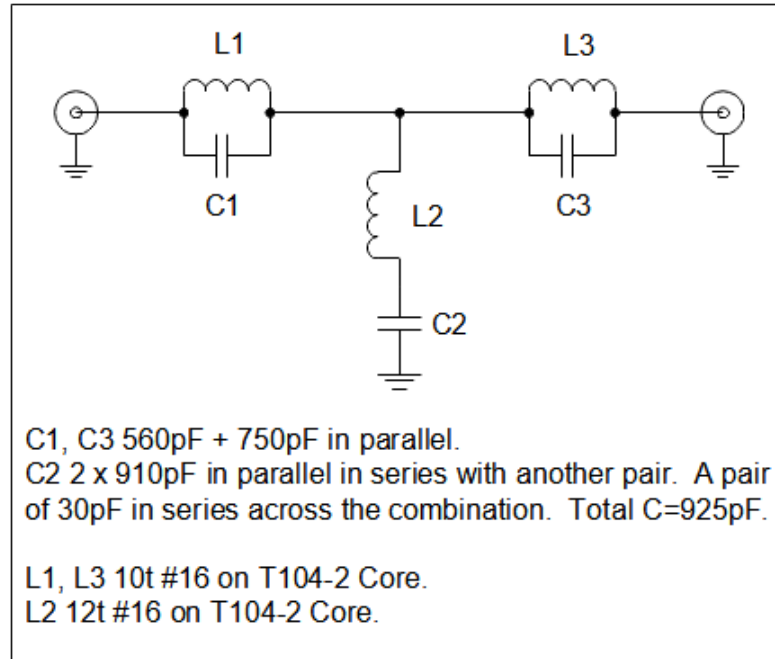 L1
L3
C1
C3
L2
C2
C1, C3 560pF + 750pF in parallel.
C2 2 x 910pF in parallel in series with another pair. A pair
of 30pF in series across the combination. Total C=925pF.
L1, L3 10t #16 on T104-2 Core.
L2 12t #16 on T104-2 Core.